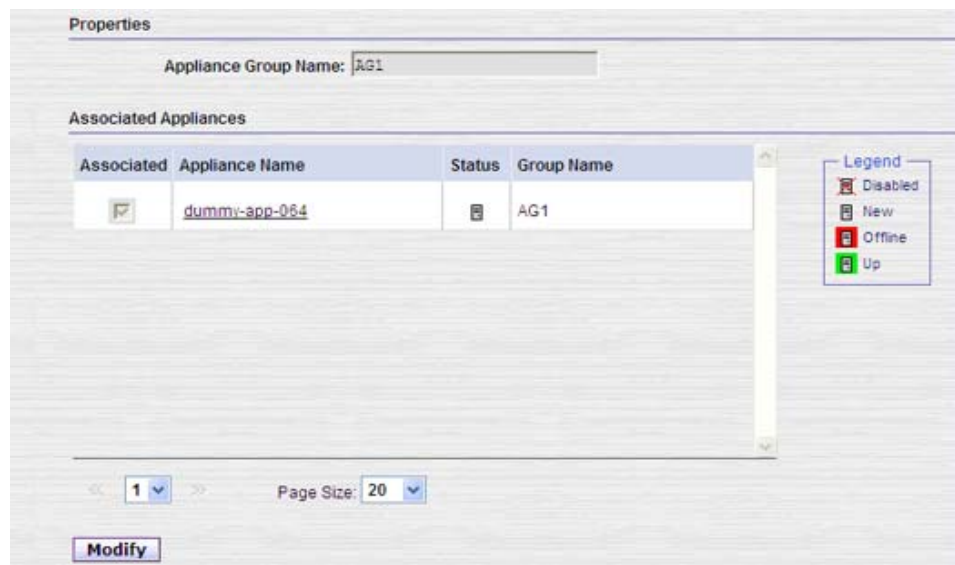 Properties
Appliance Group Name: AG1
Associated Appliances
Associated Appliance Name Status Group Name
dummy-app-064 AG1
Legend
Disabled
New
Offline
Up
1 Page Size: 20
Modify